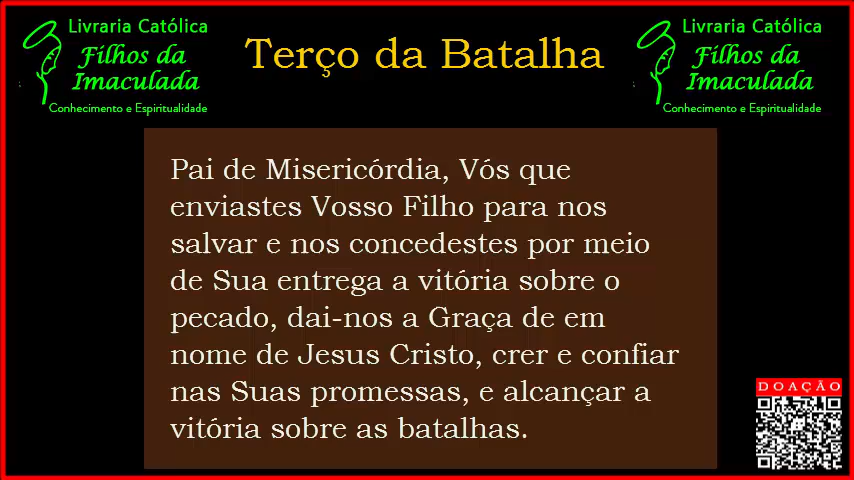 Livraria Católica
Filhos da
Imaculada
Conhecimento e Espiritualidade
Terço da Batalha
Livraria Católica
Filhos da
Imaculada
Conhecimento e Espiritualidade
Pai de Misericórdia, Vós que
enviastes Vosso Filho para nos
salvar e nos concedestes por meio
de Sua entrega a vitória sobre o
pecado, dai-nos a Graça de em
nome de Jesus Cristo, crer e confiar
nas Suas promessas, e alcançar a
vitória sobre as batalhas.
DOAÇÃO